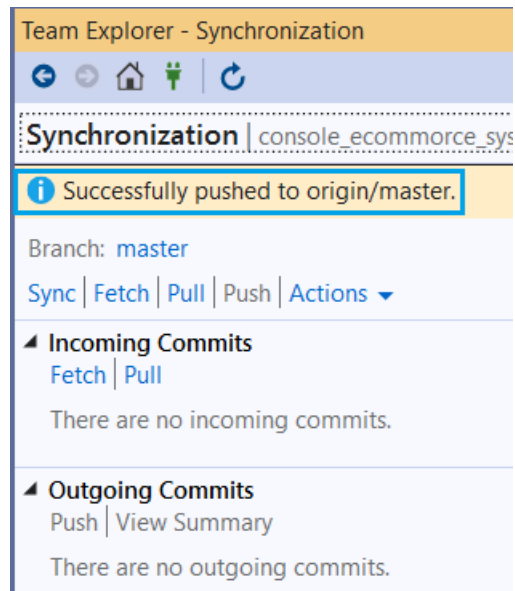 Team Explorer - Synchronization
Synchronization | console_ecommorce_sys
Successfully pushed to origin/master.
Branch: master
Sync | Fetch | Pull | Push | Actions
Incoming Commits
Fetch | Pull
There are no incoming commits.
Outgoing Commits
Push | View Summary
There are no outgoing commits.